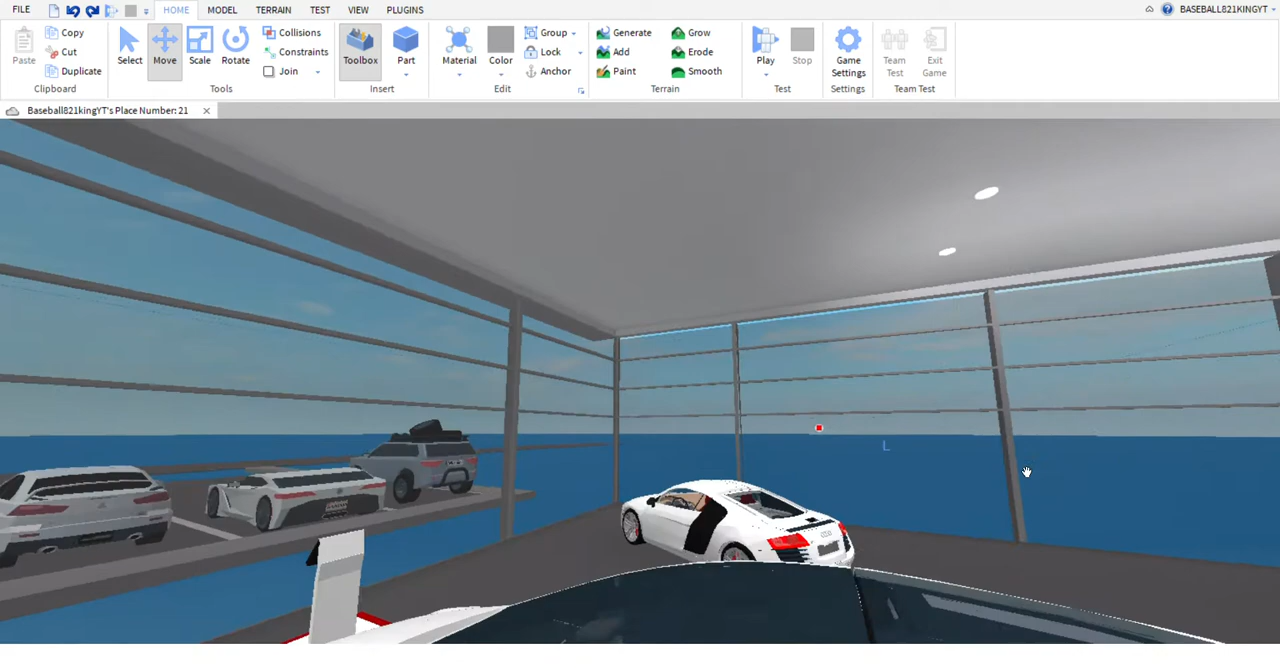 FILE HOME MODEL TERRAIN TEST VIEW PLUGINS BASEBALL821KINGYT
Paste Copy Cut Duplicate
Clipboard
Select Move Scale Rotate Collisions Constraints Join
Tools
Toolbox Part
Insert
Material Color Group Lock Anchor
Edit
Generate Add Paint Grow Erode Smooth
Terrain
Play Stop
Test
Game Settings
Settings
Team Test Exit Game
Team Test
Baseball821kingYT's Place Number: 21
L